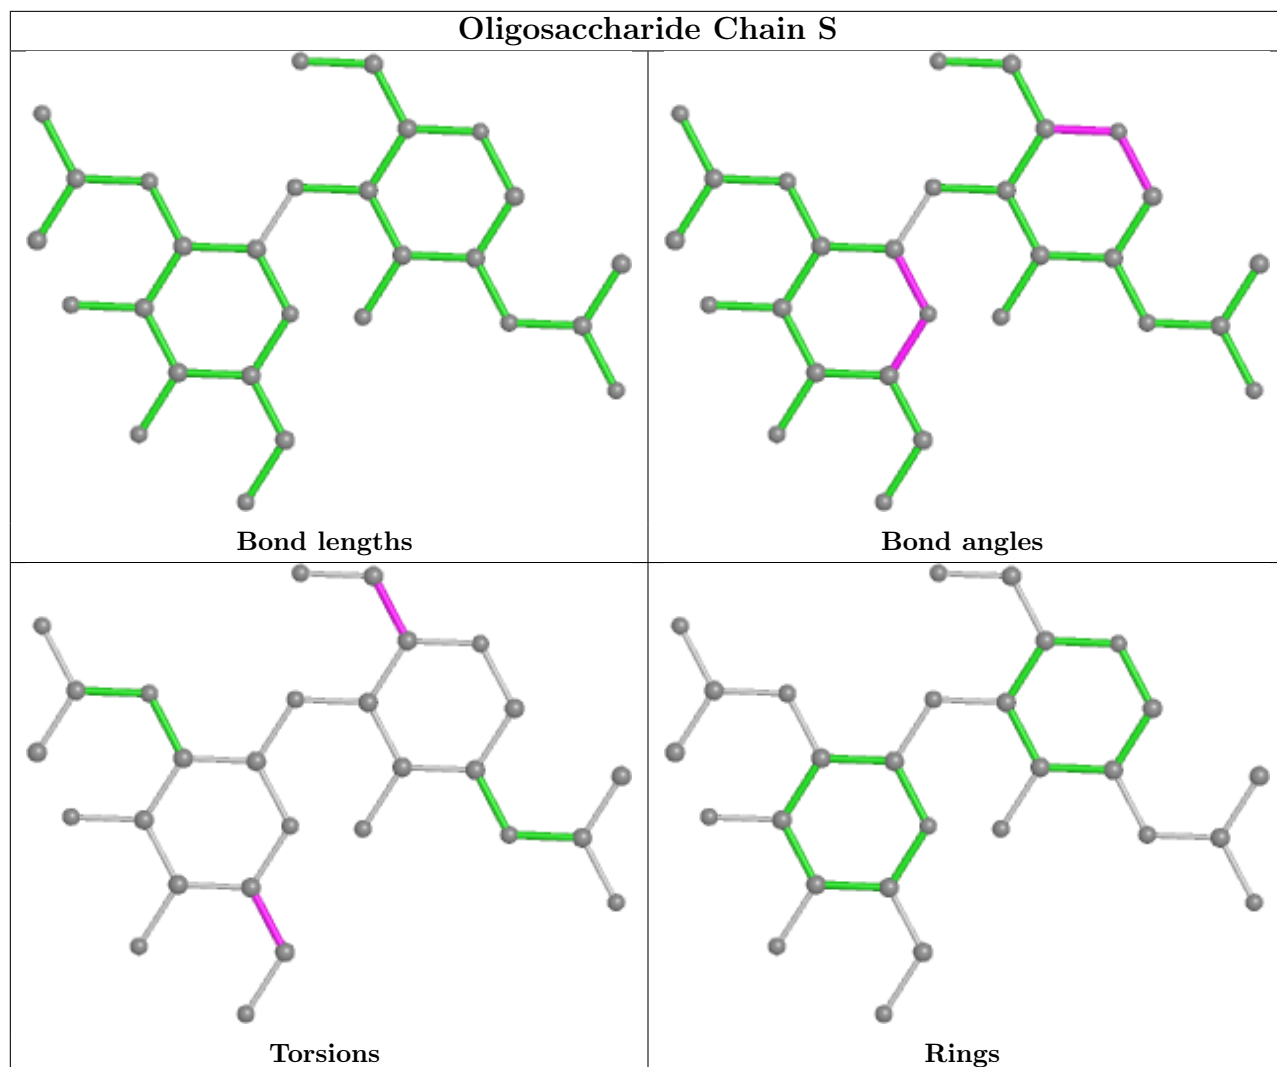 Oligosaccharide Chain S
Bond lengths
Bond angles
Torsions
Rings